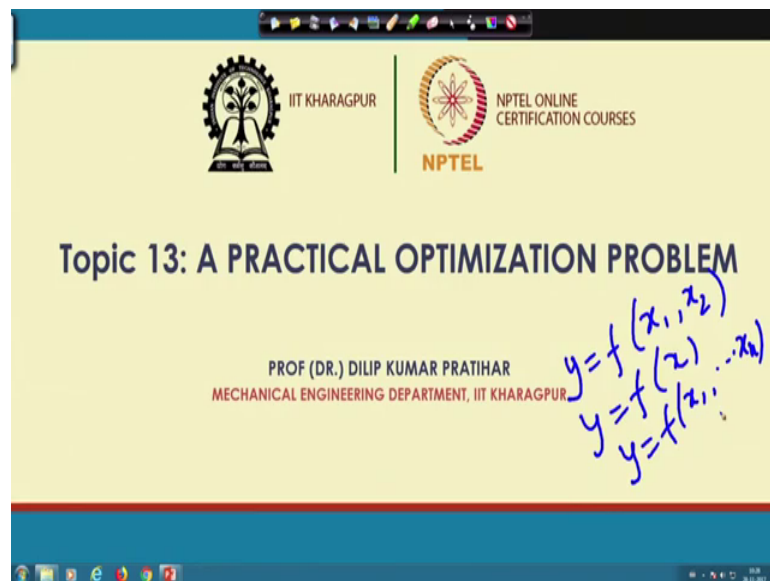 IIT KHARAGPUR
NPTEL ONLINE
CERTIFICATION COURSES
NPTEL
Topic 13: A PRACTICAL OPTIMIZATION PROBLEM
y = f(x₁, x₂)
PROF (DR.) DILIP KUMAR PRATIHAR
y = f(x)
MECHANICAL ENGINEERING DEPARTMENT, IIT KHARAGPUR
y = f(x₁, ... xₙ)